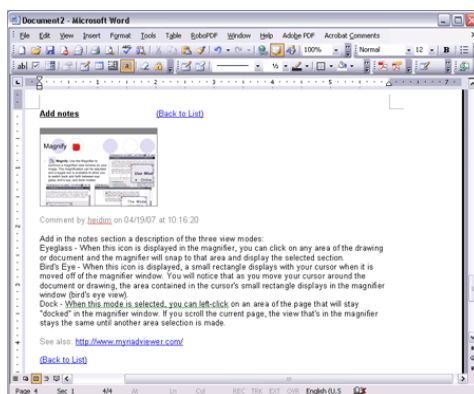 Document2 - Microsoft Word
File Edit View Insert Format Tools Table RoboPDF Window Help Adobe PDF Acrobat Comments
100% Normal 12 B
Add notes (Back to List)
Magnify
Comment by heidim on 04/19/07 at 10:16:20
Add in the notes section a description of the three view modes:
Eyeglass - When this icon is displayed in the magnifier, you can click on any area of the drawing
or document and the magnifier will snap to that area and display the selected section.
Bird's Eye - When this icon is displayed, a small rectangle displays with your cursor when it is
moved off of the magnifier window. You will notice that as you move your cursor around the
document or drawing, the area contained in the cursor's small rectangle displays in the magnifier
window (bird's eye view).
Dock - When this mode is selected, you can left-click on an area of the page that will stay
"docked" in the magnifier window. If you scroll the current page, the view that's in the magnifier
stays the same until another area selection is made.
See also: http://www.myriadviewer.com/
(Back to List)
Page 4 Sec 1 4/4 At Ln Col REC TRK EXT OVR English (U.S